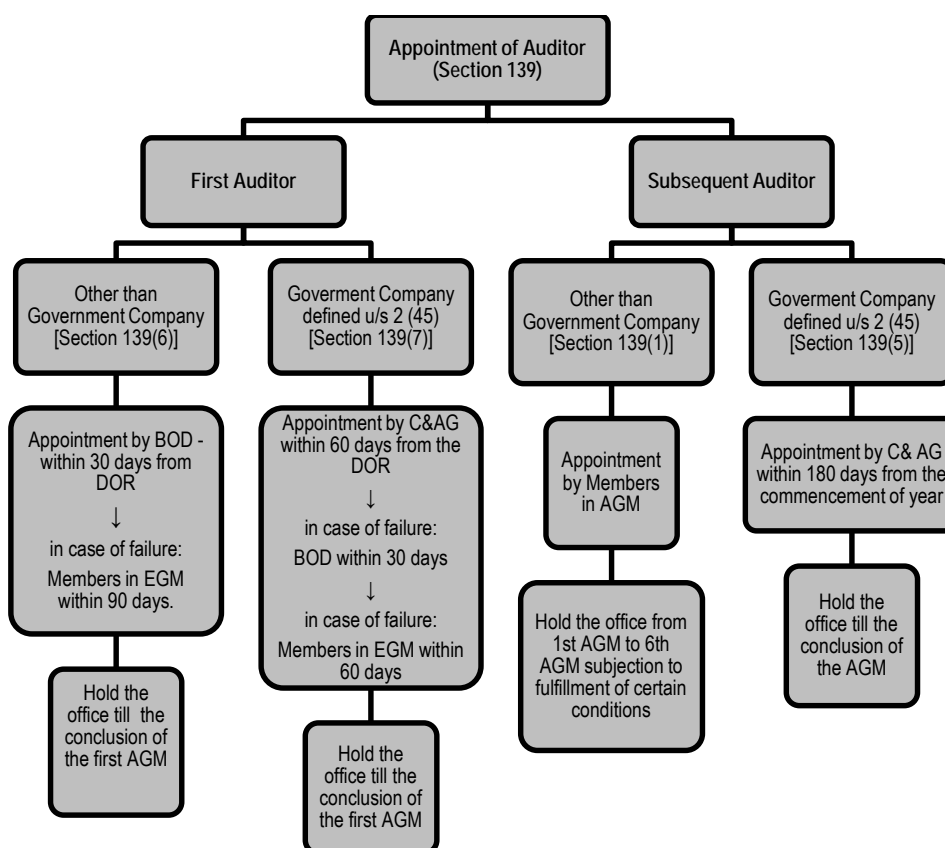 Appointment of Auditor
(Section 139)
First Auditor
Subsequent Auditor
Other than
Government Company
[Section 139(6)]
Goverment Company
defined u/s 2 (45)
[Section 139(7)]
Other than
Government Company
[Section 139(1)]
Goverment Company
defined u/s 2 (45)
[Section 139(5)]
Appointment by BOD -
within 30 days from
DOR
↓
in case of failure:
Members in EGM
within 90 days.
Appointment by C&AG
within 60 days from the
DOR
↓
in case of failure:
BOD within 30 days
↓
in case of failure:
Members in EGM within
60 days
Appointment
by Members
in AGM
Appointment by C& AG
within 180 days from the
commencement of year
Hold the
office till the
conclusion of
the first AGM
Hold the
office till the
conclusion of
the first AGM
Hold the office from
1st AGM to 6th
AGM subjection to
fulfillment of certain
conditions
Hold the
office till the
conclusion of
the AGM